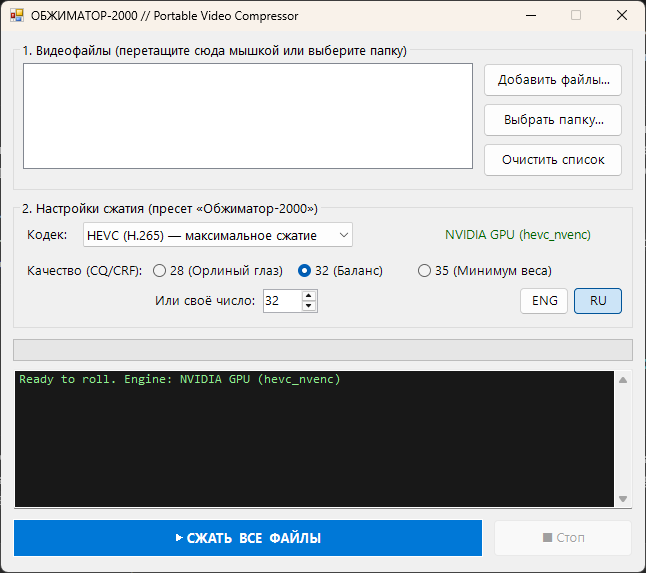 ОБЖИМАТОР-2000 // Portable Video Compressor
1. Видеофайлы (перетащите сюда мышкой или выберите папку)
Добавить файлы...
Выбрать папку...
Очистить список
2. Настройки сжатия (пресет «Обжиматор-2000»)
Кодек: HEVC (H.265) — максимальное сжатие NVIDIA GPU (hevc_nvenc)
Качество (CQ/CRF): 28 (Орлиный глаз) 32 (Баланс) 35 (Минимум веса)
Или своё число: 32 ENG RU
Ready to roll. Engine: NVIDIA GPU (hevc_nvenc)
СЖАТЬ ВСЕ ФАЙЛЫ Стоп